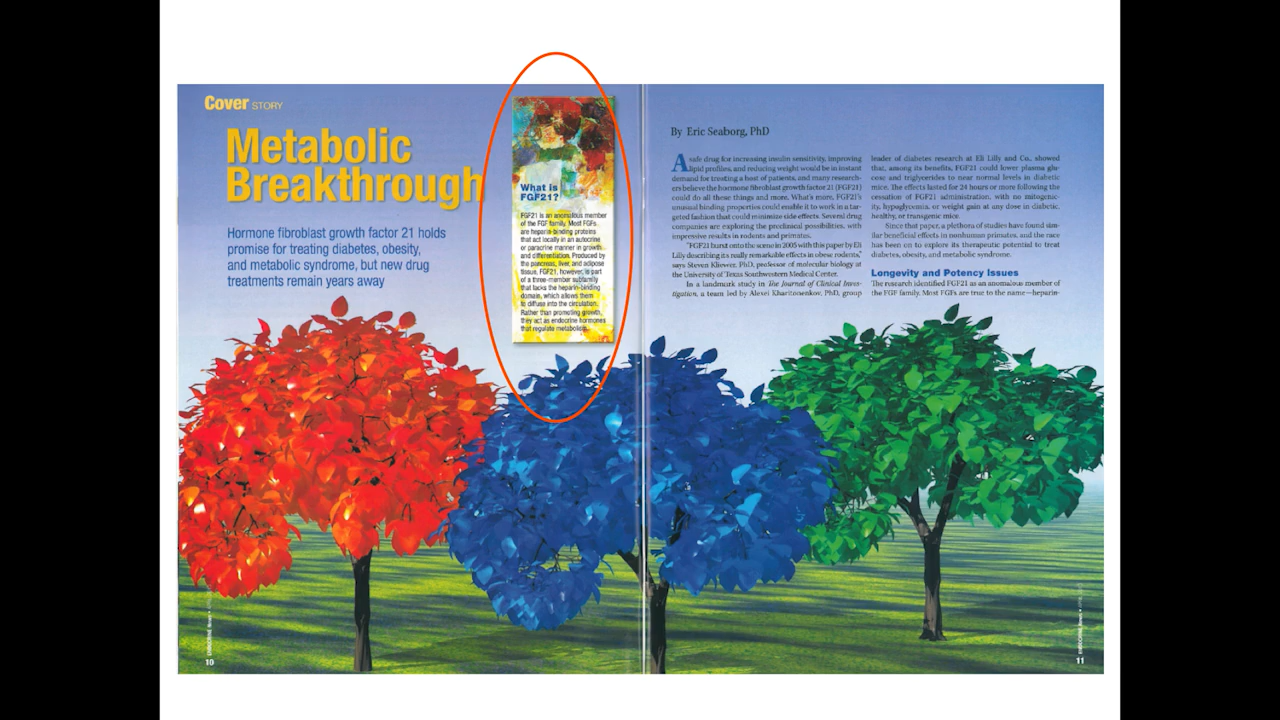 Cover STORY
Metabolic
Breakthrough
Hormone fibroblast growth factor 21 holds
promise for treating diabetes, obesity,
and metabolic syndrome, but new drug
treatments remain years away
What is
FGF21?
FGF21 is an anomalous member
of the FGF family. Most FGFs
are heparin-binding proteins
that act locally in an autocrine
or paracrine manner in growth
and differentiation. Produced by
the pancreas, liver, and adipose
tissue, FGF21, however, is part
of a three-member subfamily
that lacks the heparin-binding
domain, which allows them
to diffuse into the circulation.
Rather than promoting growth,
they act as endocrine hormones
that regulate metabolism.
By Eric Seaborg, PhD
A safe drug for increasing insulin sensitivity, improving
lipid profiles, and reducing weight would be in instant
demand for treating a host of patients, and many research-
ers believe the hormone fibroblast growth factor 21 (FGF21)
could do all these things and more. What's more, FGF21's
unusual binding properties could enable it to work in a tar-
geted fashion that could minimize side effects. Several drug
companies are exploring the preclinical possibilities, with
impressive results in rodents and primates.
"FGF21 burst onto the scene in 2005 with this paper by Eli
Lilly describing its really remarkable effects in obese rodents,"
says Steven Kliewer, PhD, professor of molecular biology at
the University of Texas Southwestern Medical Center.
In a landmark study in The Journal of Clinical Inves-
tigation, a team led by Alexei Kharitonenkov, PhD, group
leader of diabetes research at Eli Lilly and Co., showed
that, among its benefits, FGF21 could lower plasma glu-
cose and triglycerides to near normal levels in diabetic
mice. The effects lasted for 24 hours or more following the
cessation of FGF21 administration, with no mitogenic-
ity, hypoglycemia, or weight gain at any dose in diabetic,
healthy, or transgenic mice.
Since that paper, a plethora of studies have found sim-
ilar beneficial effects in nonhuman primates, and the race
has been on to explore its therapeutic potential to treat
diabetes, obesity, and metabolic syndrome.
Longevity and Potency Issues
The research identified FGF21 as an anomalous member of
the FGF family. Most FGFs are true to the name—heparin-
ENDOCRINE News •
10
ENDOCRINE News •
11